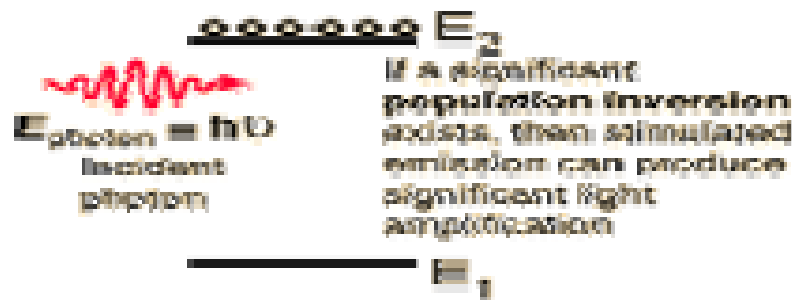 E2
If a significant
population inversion
exists, then stimulated
emission can produce
significant light
amplification
Ephoton = hυ
Incident
photon
E1